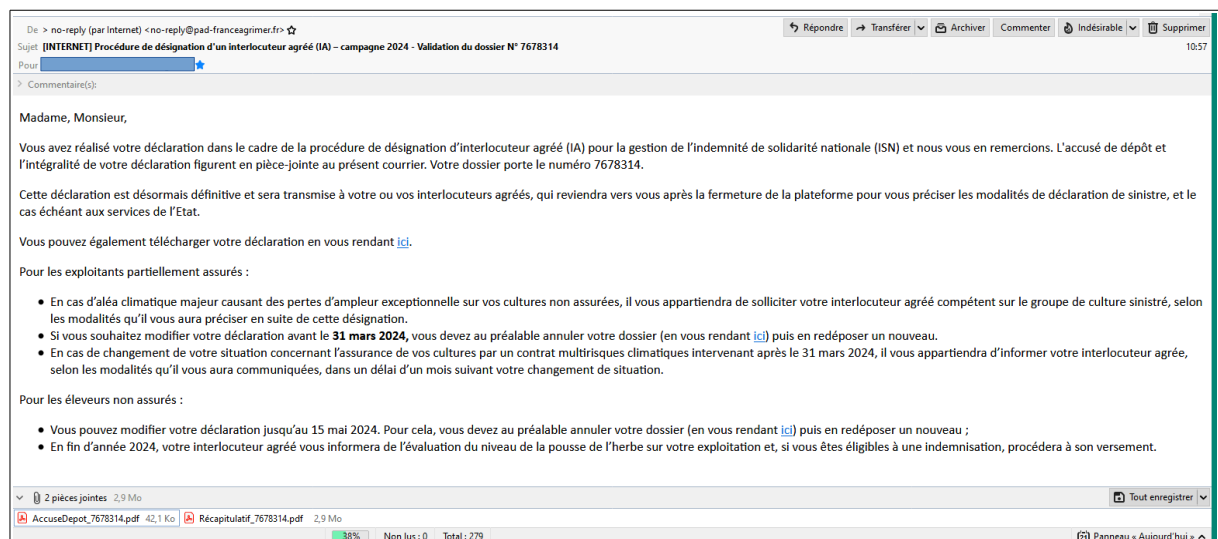 De > no-reply (par Internet) <no-reply@pad-franceagrimer.fr>
Répondre Transférer Archiver Commenter Indésirable Supprimer
Sujet [INTERNET] Procédure de désignation d'un interlocuteur agréé (IA) – campagne 2024 - Validation du dossier N° 7678314
10:57
Pour
> Commentaire(s):
Madame, Monsieur,
Vous avez réalisé votre déclaration dans le cadre de la procédure de désignation d'interlocuteur agréé (IA) pour la gestion de l'indemnité de solidarité nationale (ISN) et nous vous en remercions. L'accusé de dépôt et
l'intégralité de votre déclaration figurent en pièce-jointe au présent courrier. Votre dossier porte le numéro 7678314.
Cette déclaration est désormais définitive et sera transmise à votre ou vos interlocuteurs agréés, qui reviendra vers vous après la fermeture de la plateforme pour vous préciser les modalités de déclaration de sinistre, et le
cas échéant aux services de l'Etat.
Vous pouvez également télécharger votre déclaration en vous rendant ici.
Pour les exploitants partiellement assurés :
• En cas d'aléa climatique majeur causant des pertes d'ampleur exceptionnelle sur vos cultures non assurées, il vous appartiendra de solliciter votre interlocuteur agréé compétent sur le groupe de culture sinistré, selon
les modalités qu'il vous aura préciser en suite de cette désignation.
• Si vous souhaitez modifier votre déclaration avant le 31 mars 2024, vous devez au préalable annuler votre dossier (en vous rendant ici) puis en redéposer un nouveau.
• En cas de changement de votre situation concernant l'assurance de vos cultures par un contrat multirisques climatiques intervenant après le 31 mars 2024, il vous appartiendra d'informer votre interlocuteur agrée,
selon les modalités qu'il vous aura communiquées, dans un délai d'un mois suivant votre changement de situation.
Pour les éleveurs non assurés :
• Vous pouvez modifier votre déclaration jusqu'au 15 mai 2024. Pour cela, vous devez au préalable annuler votre dossier (en vous rendant ici) puis en redéposer un nouveau ;
• En fin d'année 2024, votre interlocuteur agréé vous informera de l'évaluation du niveau de la pousse de l'herbe sur votre exploitation et, si vous êtes éligibles à une indemnisation, procédera à son versement.
2 pièces jointes 2,9 Mo
Tout enregistrer
AccuseDepot_7678314.pdf 42,1 Ko Récapitulatif_7678314.pdf 2,9 Mo
38% Non lus : 0 Total : 279 Panneau « Aujourd'hui »